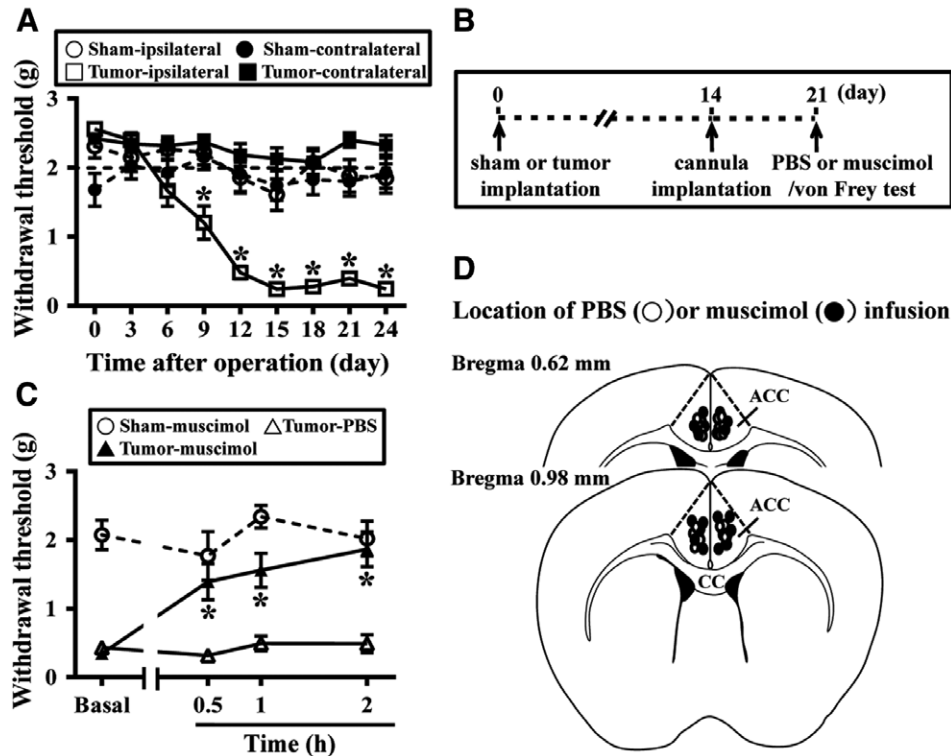 A
Sham-ipsilateral Sham-contralateral
Tumor-ipsilateral Tumor-contralateral
Withdrawal threshold (g)
3
2
1
0
0 3 6 9 12 15 18 21 24
* * * * * *
Time after operation (day)
B
0 14 21 (day)
sham or tumor implantation
cannula implantation
PBS or muscimol /von Frey test
C
Sham-muscimol Tumor-PBS
Tumor-muscimol
Withdrawal threshold (g)
3
2
1
0
* * *
Basal 0.5 1 2
Time (h)
D
Location of PBS (○) or muscimol (●) infusion
Bregma 0.62 mm
ACC
Bregma 0.98 mm
ACC
CC